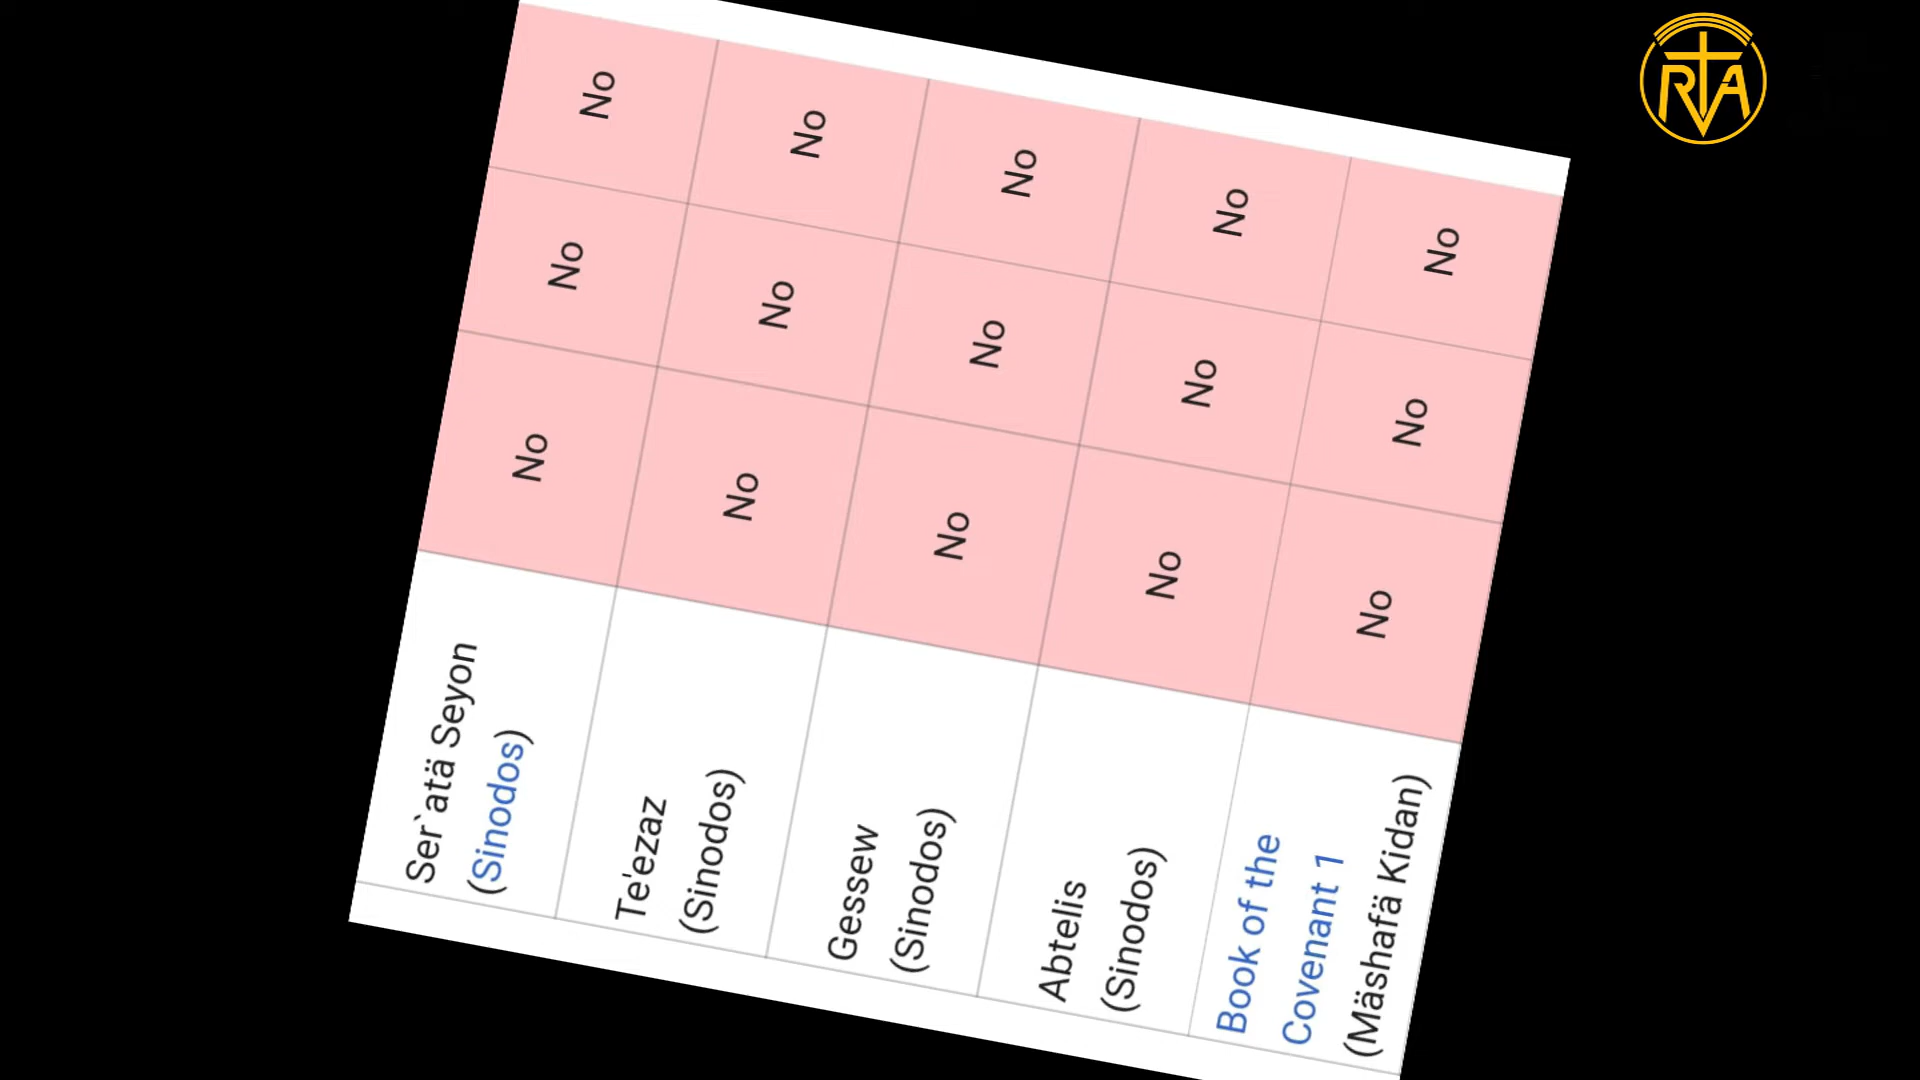 Ser`atä Seyon
(Sinodos)
No
No
No
Te'ezaz
(Sinodos)
No
No
No
Gessew
(Sinodos)
No
No
No
Abtelis
(Sinodos)
No
No
No
Book of the
Covenant 1
(Mäshafä Kidan)
No
No
No
RTA